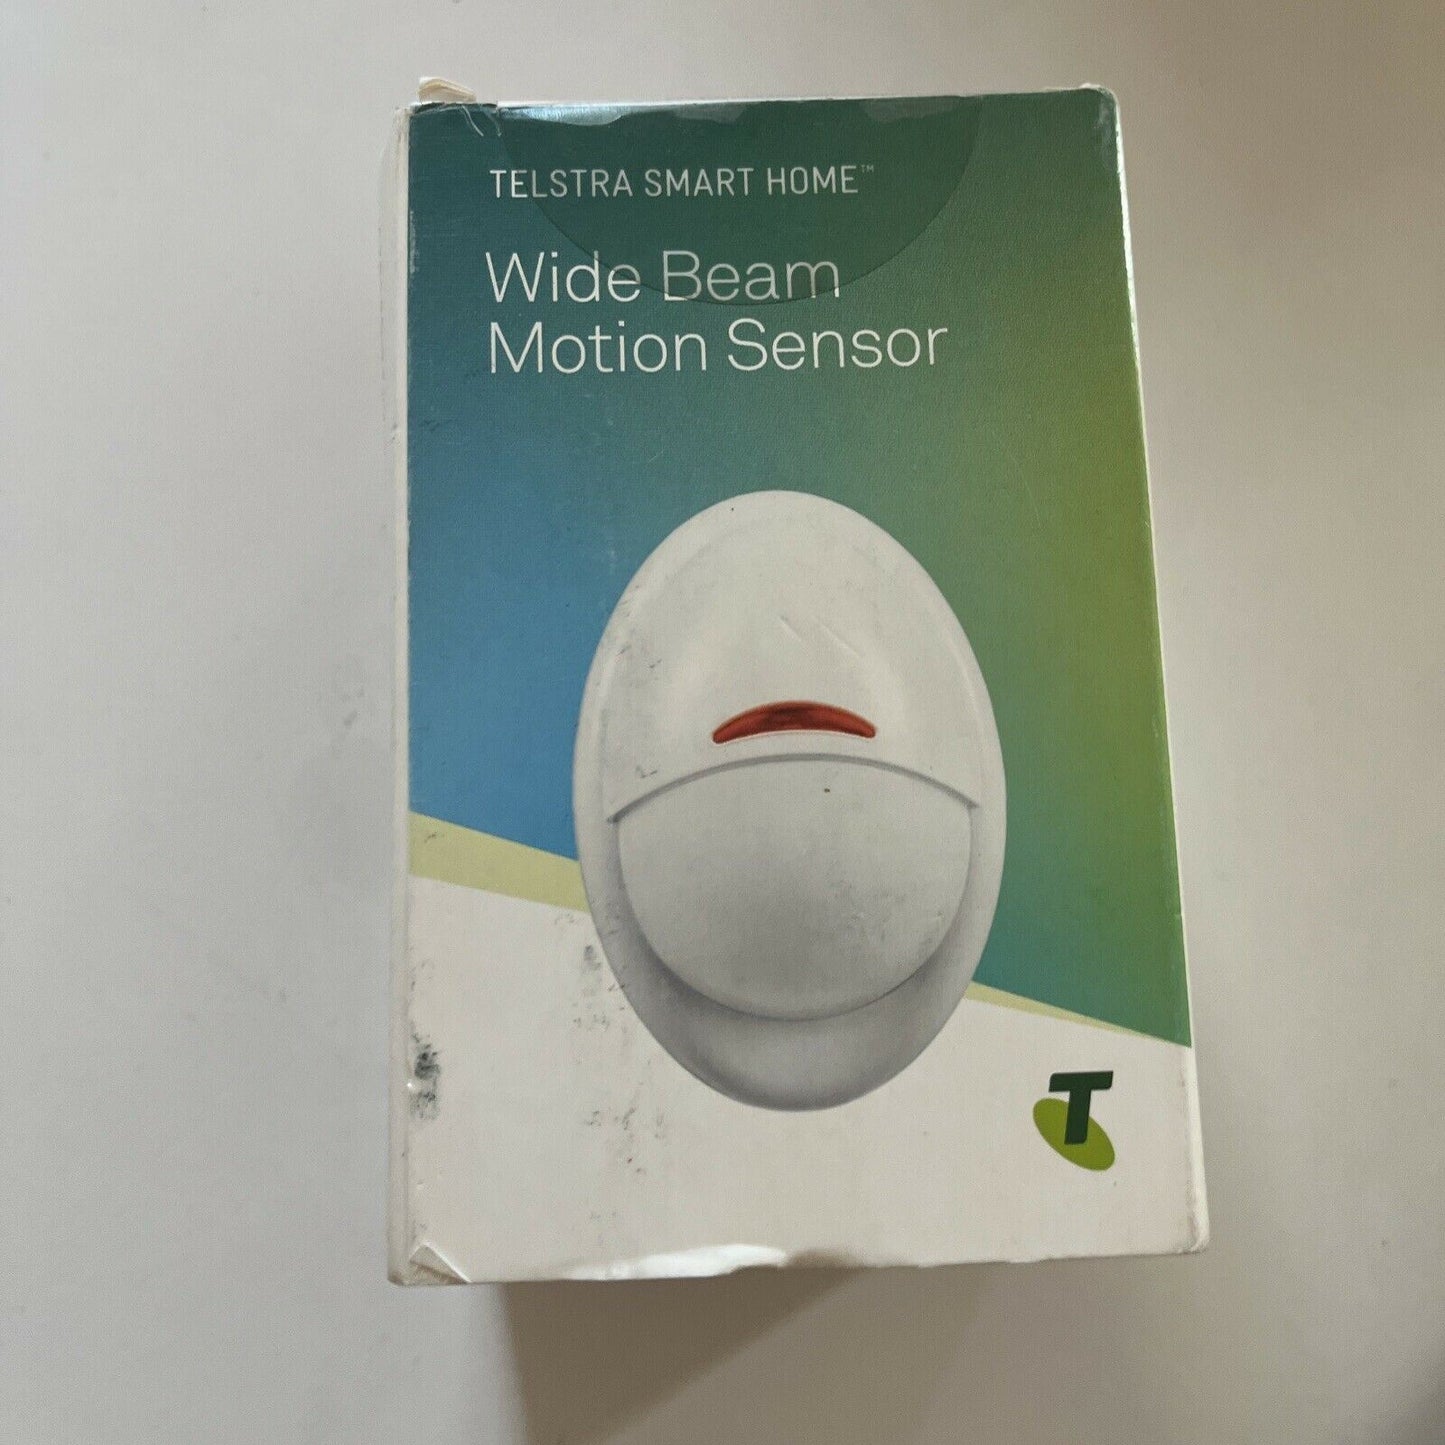 TELSTRA SMART HOME™
Wide Beam
Motion Sensor
T